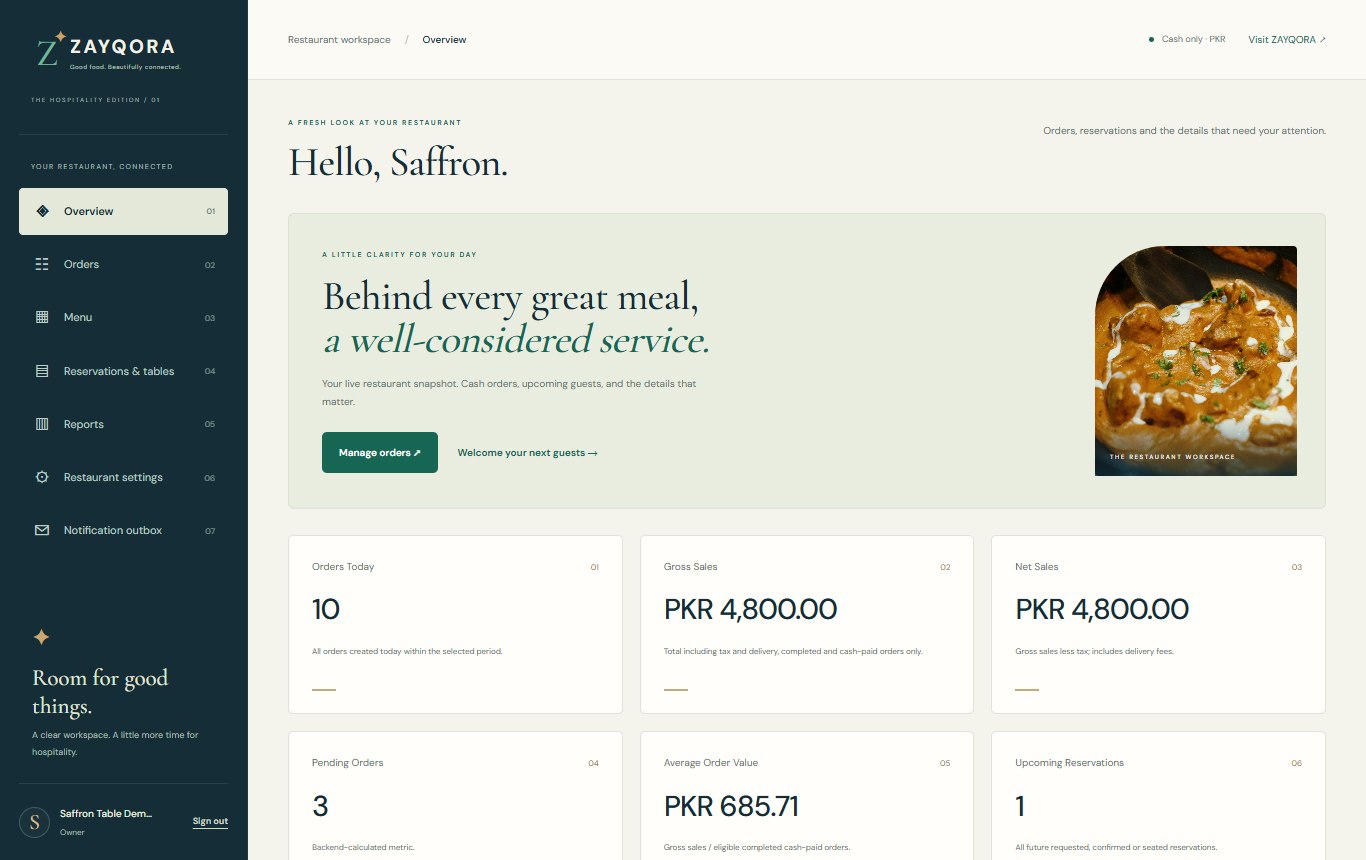 Z ZAYQORA
Good food. Beautifully connected.
THE HOSPITALITY EDITION / 01
YOUR RESTAURANT, CONNECTED
Overview 01
Orders 02
Menu 03
Reservations & tables 04
Reports 05
Restaurant settings 06
Notification outbox 07
Room for good
things.
A clear workspace. A little more time for
hospitality.
S Saffron Table Dem... Sign out
Owner
Restaurant workspace / Overview
Cash only · PKR Visit ZAYQORA ↗
A FRESH LOOK AT YOUR RESTAURANT
Hello, Saffron.
Orders, reservations and the details that need your attention.
A LITTLE CLARITY FOR YOUR DAY
Behind every great meal,
a well-considered service.
Your live restaurant snapshot. Cash orders, upcoming guests, and the details that
matter.
Manage orders ↗ Welcome your next guests →
THE RESTAURANT WORKSPACE
Orders Today 01
10
All orders created today within the selected period.
Gross Sales 02
PKR 4,800.00
Total including tax and delivery, completed and cash-paid orders only.
Net Sales 03
PKR 4,800.00
Gross sales less tax; includes delivery fees.
Pending Orders 04
3
Backend-calculated metric.
Average Order Value 05
PKR 685.71
Gross sales / eligible completed cash-paid orders.
Upcoming Reservations 06
1
All future requested, confirmed or seated reservations.